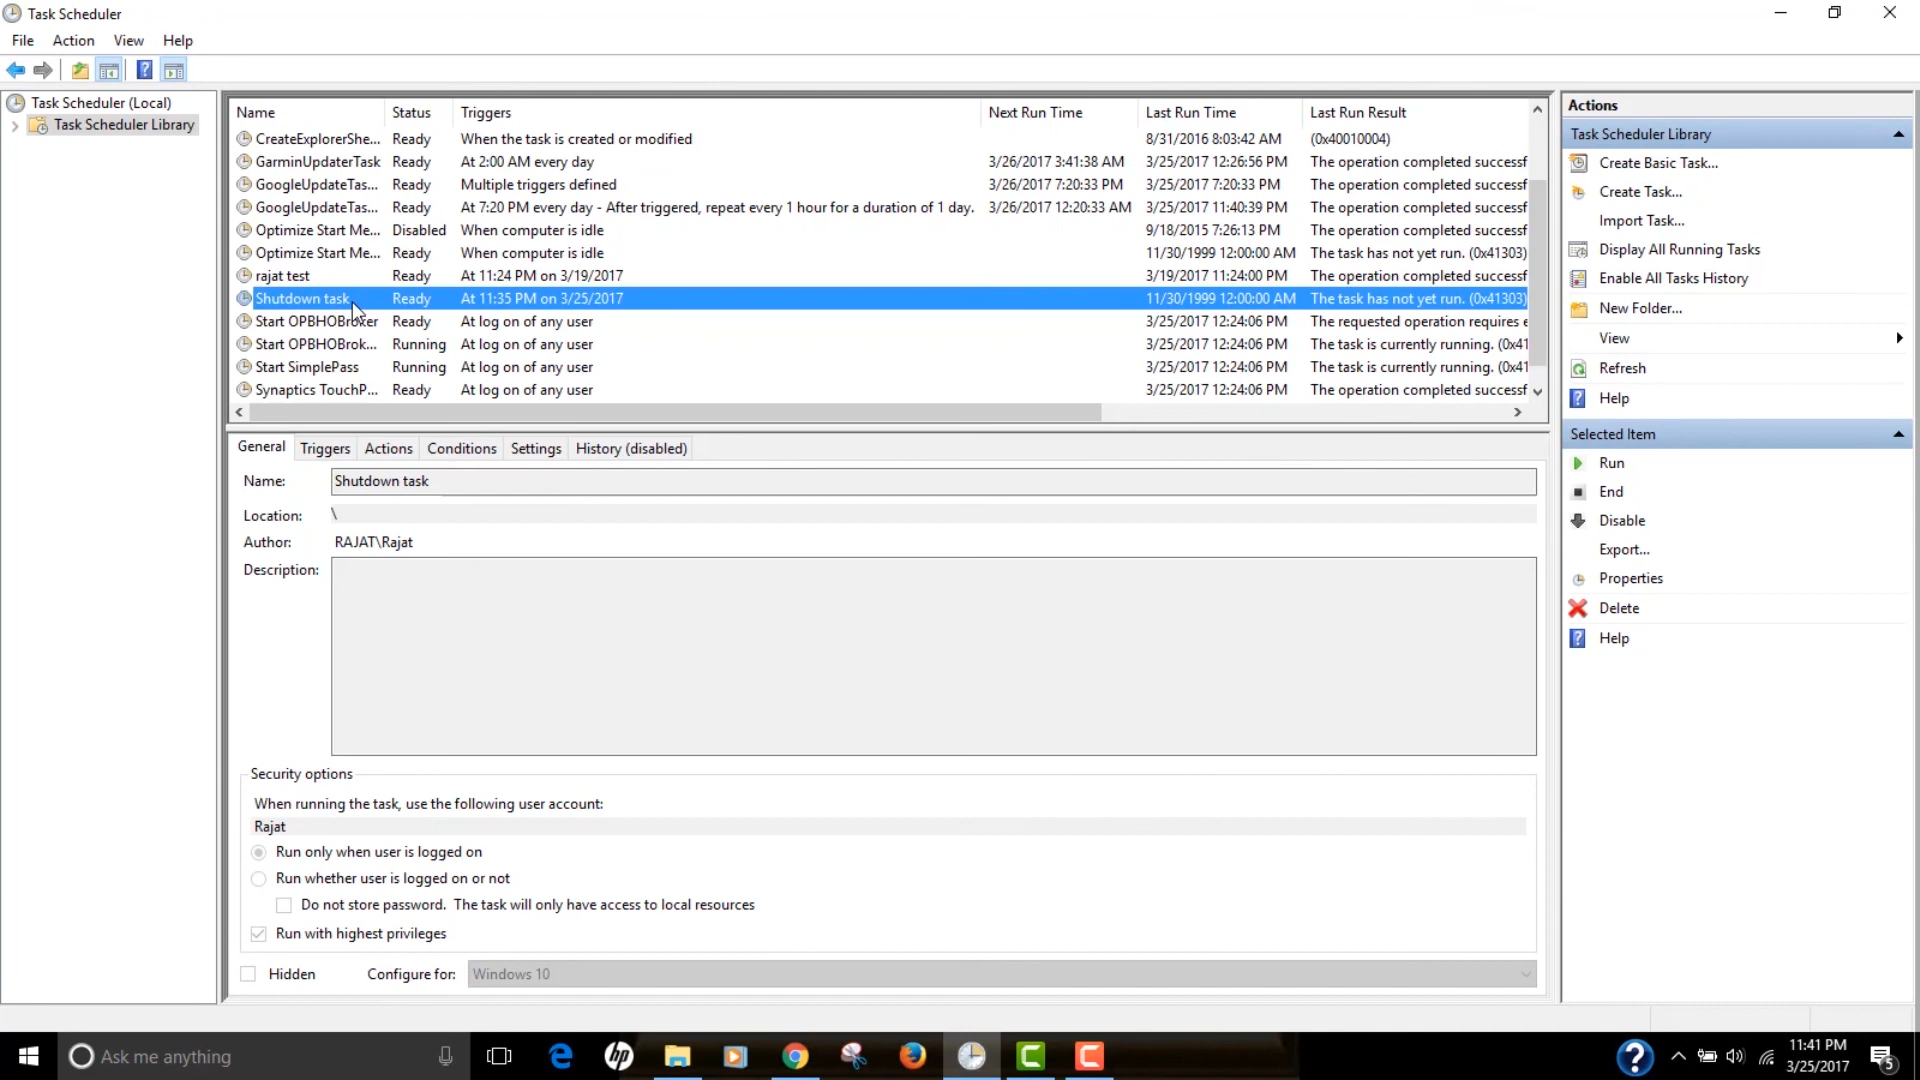 Task Scheduler
File Action View Help
Task Scheduler (Local)
Task Scheduler Library
Name Status Triggers Next Run Time Last Run Time Last Run Result
CreateExplorerShe... Ready When the task is created or modified 8/31/2016 8:03:42 AM (0x40010004)
GarminUpdaterTask Ready At 2:00 AM every day 3/26/2017 3:41:38 AM 3/25/2017 12:26:56 PM The operation completed successf
GoogleUpdateTas... Ready Multiple triggers defined 3/26/2017 7:20:33 PM 3/25/2017 7:20:33 PM The operation completed successf
GoogleUpdateTas... Ready At 7:20 PM every day - After triggered, repeat every 1 hour for a duration of 1 day. 3/26/2017 12:20:33 AM 3/25/2017 11:40:39 PM The operation completed successf
Optimize Start Me... Disabled When computer is idle 9/18/2015 7:26:13 PM The operation completed successf
Optimize Start Me... Ready When computer is idle 11/30/1999 12:00:00 AM The task has not yet run. (0x41303)
rajat test Ready At 11:24 PM on 3/19/2017 3/19/2017 11:24:00 PM The operation completed successf
Shutdown task Ready At 11:35 PM on 3/25/2017 11/30/1999 12:00:00 AM The task has not yet run. (0x41303)
Start OPBHOBroker Ready At log on of any user 3/25/2017 12:24:06 PM The requested operation requires e
Start OPBHOBrok... Running At log on of any user 3/25/2017 12:24:06 PM The task is currently running. (0x41
Start SimplePass Running At log on of any user 3/25/2017 12:24:06 PM The task is currently running. (0x41
Synaptics TouchP... Ready At log on of any user 3/25/2017 12:24:06 PM The operation completed successf
General Triggers Actions Conditions Settings History (disabled)
Name: Shutdown task
Location: \
Author: RAJAT\Rajat
Description:
Security options
When running the task, use the following user account:
Rajat
Run only when user is logged on
Run whether user is logged on or not
Do not store password. The task will only have access to local resources
Run with highest privileges
Hidden Configure for: Windows 10
Actions
Task Scheduler Library
Create Basic Task...
Create Task...
Import Task...
Display All Running Tasks
Enable All Tasks History
New Folder...
View
Refresh
Help
Selected Item
Run
End
Disable
Export...
Properties
Delete
Help
Ask me anything
hp
11:41 PM
3/25/2017
5